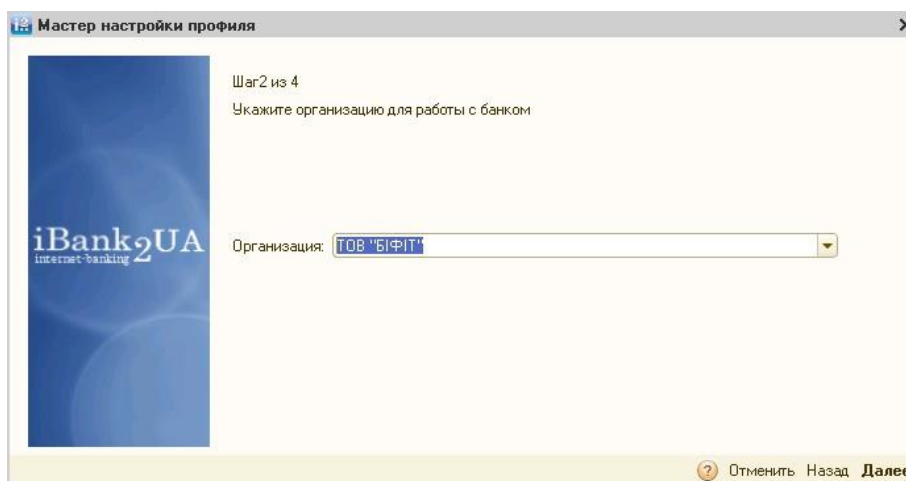 Мастер настройки профиля
Шаг2 из 4
Укажите организацию для работы с банком
iBank2UA
internet-banking
Организация: ТОВ "БІФІТ"
Отменить Назад Далее